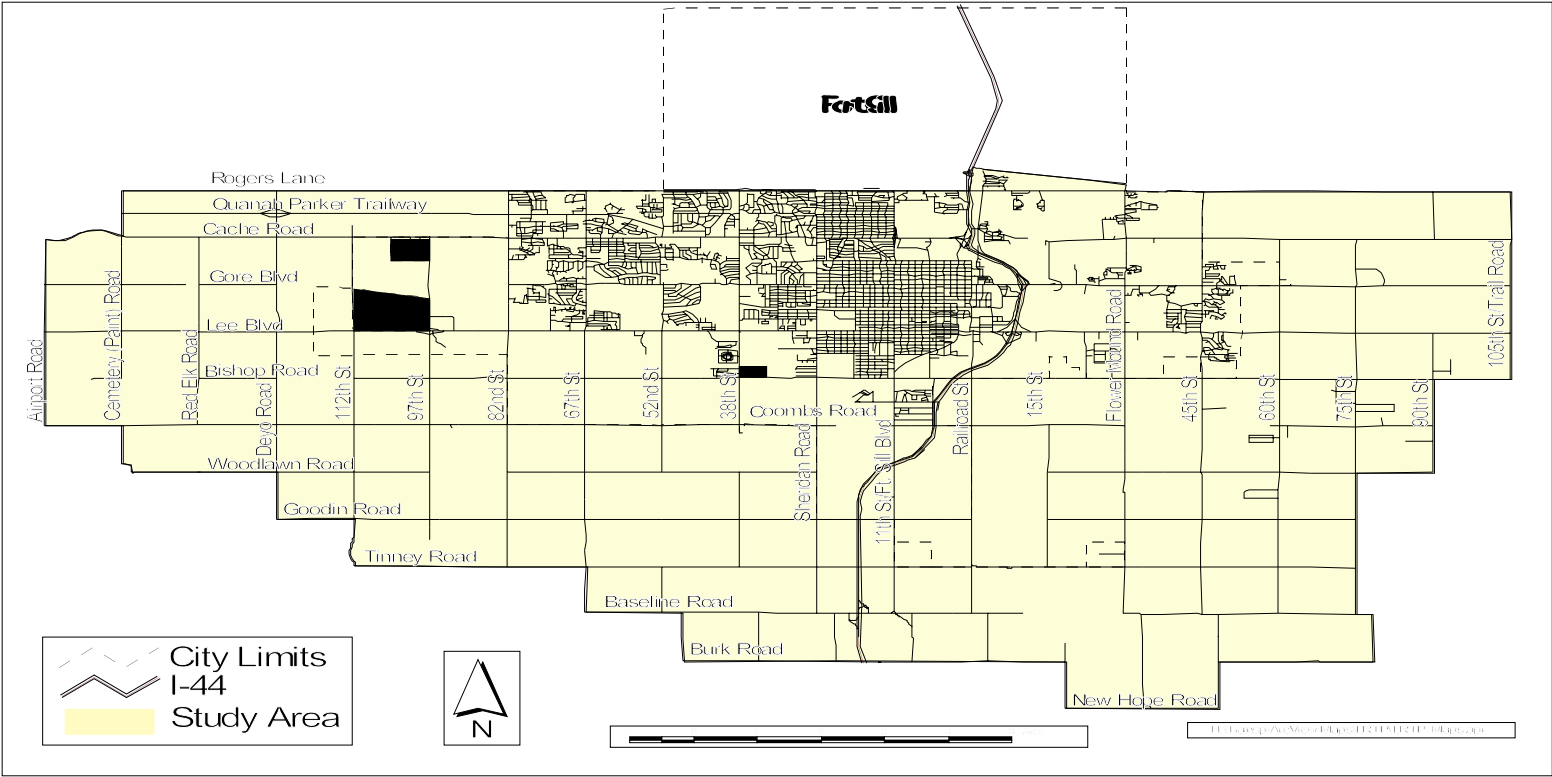 Fort Sill
Rogers Lane
Quanah Parker Trailway
Cache Road
Gore Blvd
Lee Blvd
Bishop Road
Coombs Road
Woodlawn Road
Goodin Road
Tinney Road
Baseline Road
Burk Road
New Hope Road
Airport Road
Cemetery (Paint) Road
Red Elk Road
Deyo Road
112th St
97th St
82nd St
67th St
52nd St
38th St
Sheridan Road
11th St/Ft. Sill Blvd
Railroad St
15th St
Flower Mound Road
45th St
60th St
75th St
90th St
105th St/Trail Road
City Limits
I-44
Study Area
N